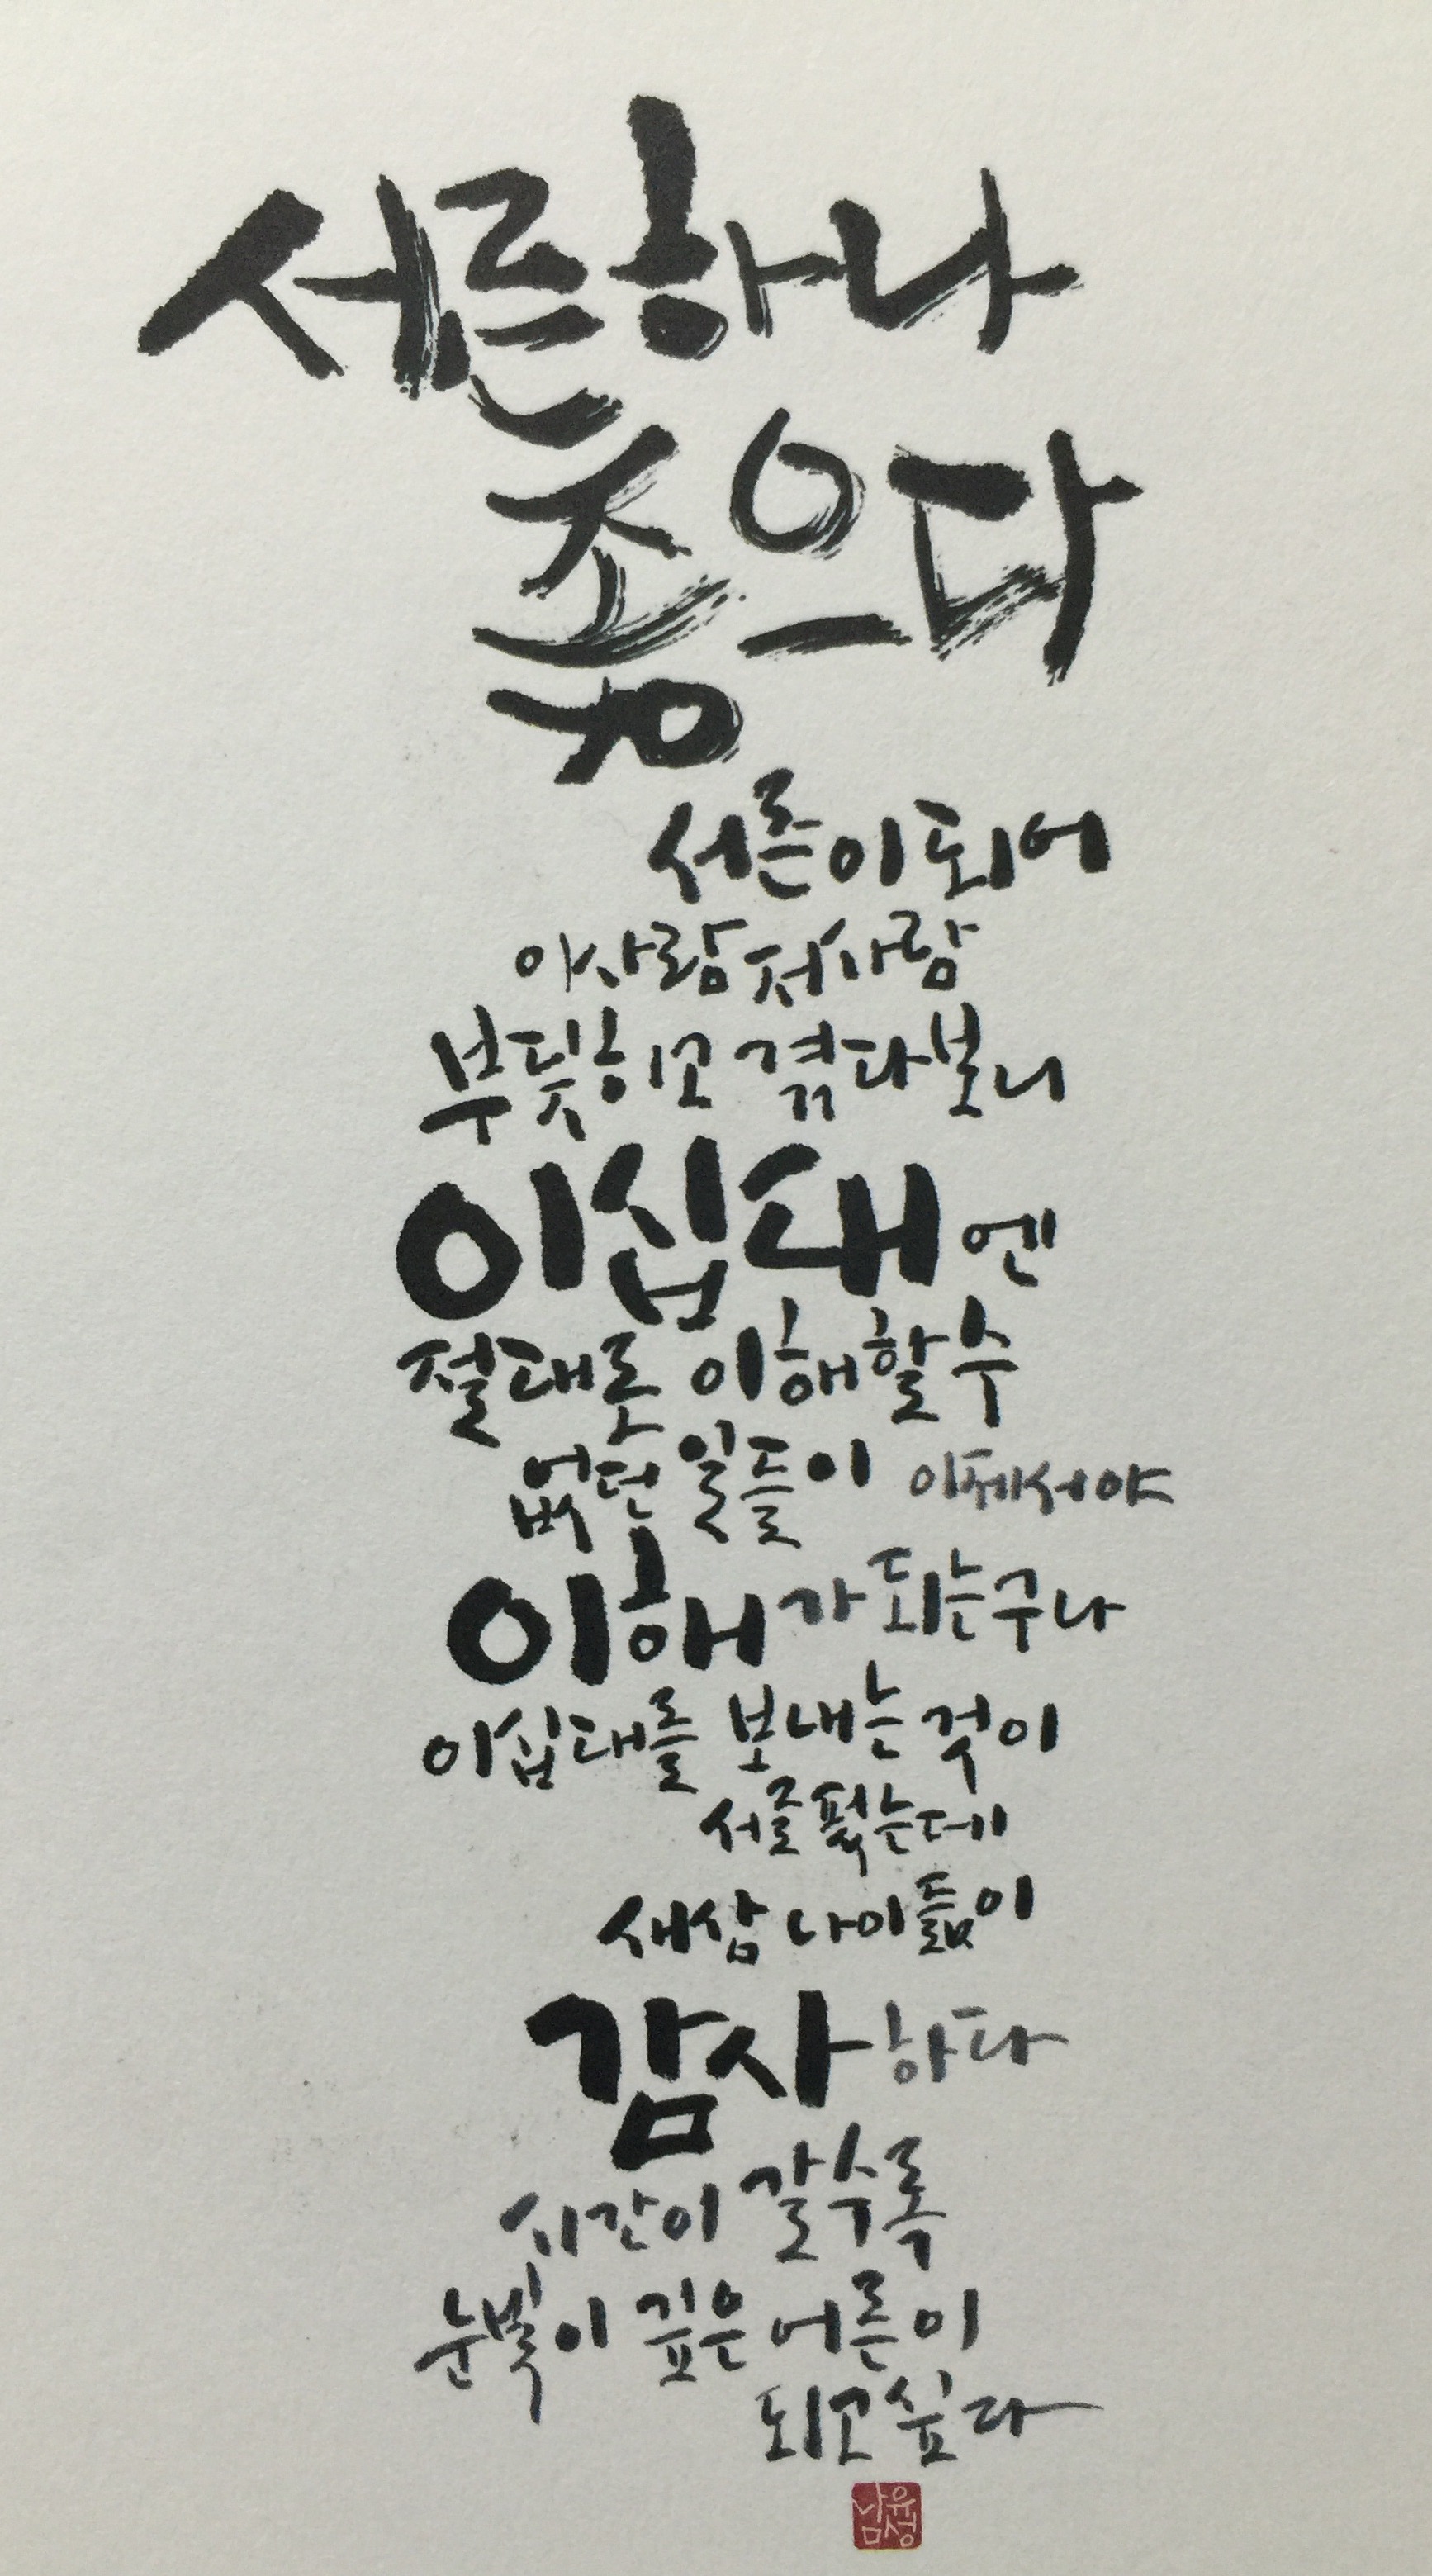 서른하나
좋으다
서른이 되어
이사람 저사람
부딪히고 겪다보니
이십대엔
절대로 이해할 수
없던 일들이 이제서야
이해가 되는구나
이십대를 보내는 것이
서글펐는데
새삼 나이듦이
감사하다
시간이 갈수록
눈빛이 깊은 어른이
되고싶다